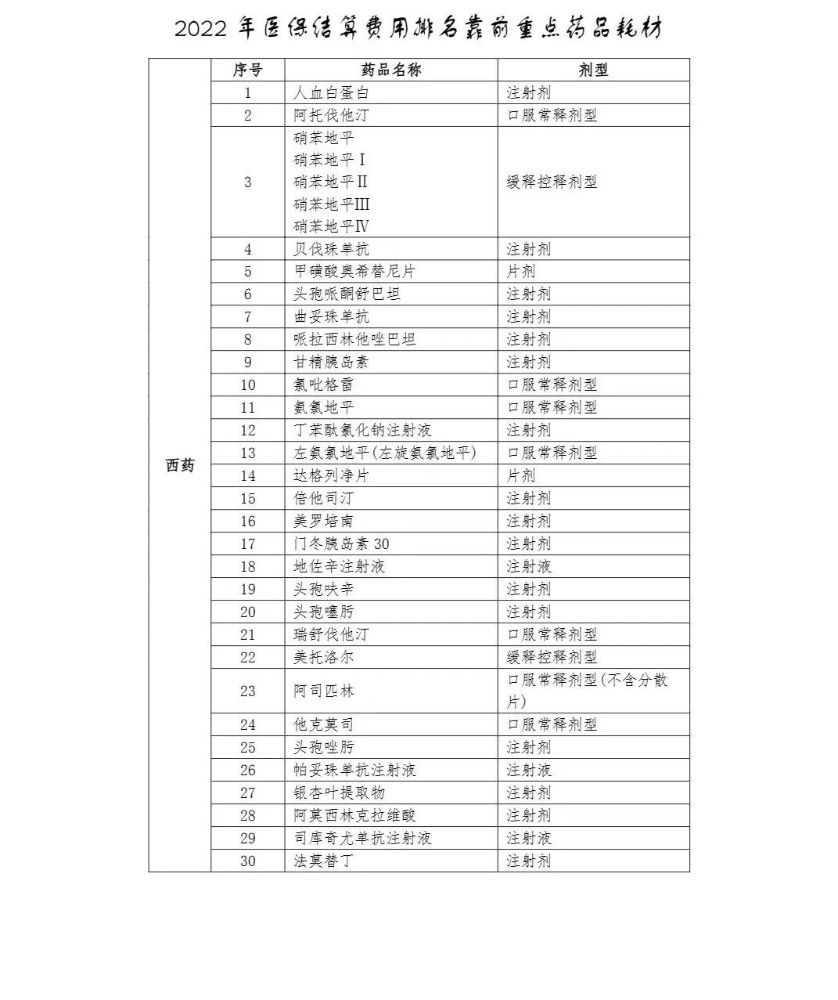 2022年医保结算费用排名靠前重点药品耗材
西药
序号 药品名称 剂型
1 人血白蛋白 注射剂
2 阿托伐他汀 口服常释剂型
3 硝苯地平
硝苯地平Ⅰ
硝苯地平Ⅱ 缓释控释剂型
硝苯地平Ⅲ
硝苯地平Ⅳ
4 贝伐珠单抗 注射剂
5 甲磺酸奥希替尼片 片剂
6 头孢哌酮舒巴坦 注射剂
7 曲妥珠单抗 注射剂
8 哌拉西林他唑巴坦 注射剂
9 甘精胰岛素 注射剂
10 氯吡格雷 口服常释剂型
11 氨氯地平 口服常释剂型
12 丁苯酞氯化钠注射液 注射剂
13 左氨氯地平(左旋氨氯地平) 口服常释剂型
14 达格列净片 片剂
15 倍他司汀 注射剂
16 美罗培南 注射剂
17 门冬胰岛素30 注射剂
18 地佐辛注射液 注射液
19 头孢呋辛 注射剂
20 头孢噻肟 注射剂
21 瑞舒伐他汀 口服常释剂型
22 美托洛尔 缓释控释剂型
23 阿司匹林 口服常释剂型(不含分散
片)
24 他克莫司 口服常释剂型
25 头孢唑肟 注射剂
26 帕妥珠单抗注射液 注射液
27 银杏叶提取物 注射剂
28 阿莫西林克拉维酸 注射剂
29 司库奇尤单抗注射液 注射液
30 法莫替丁 注射剂